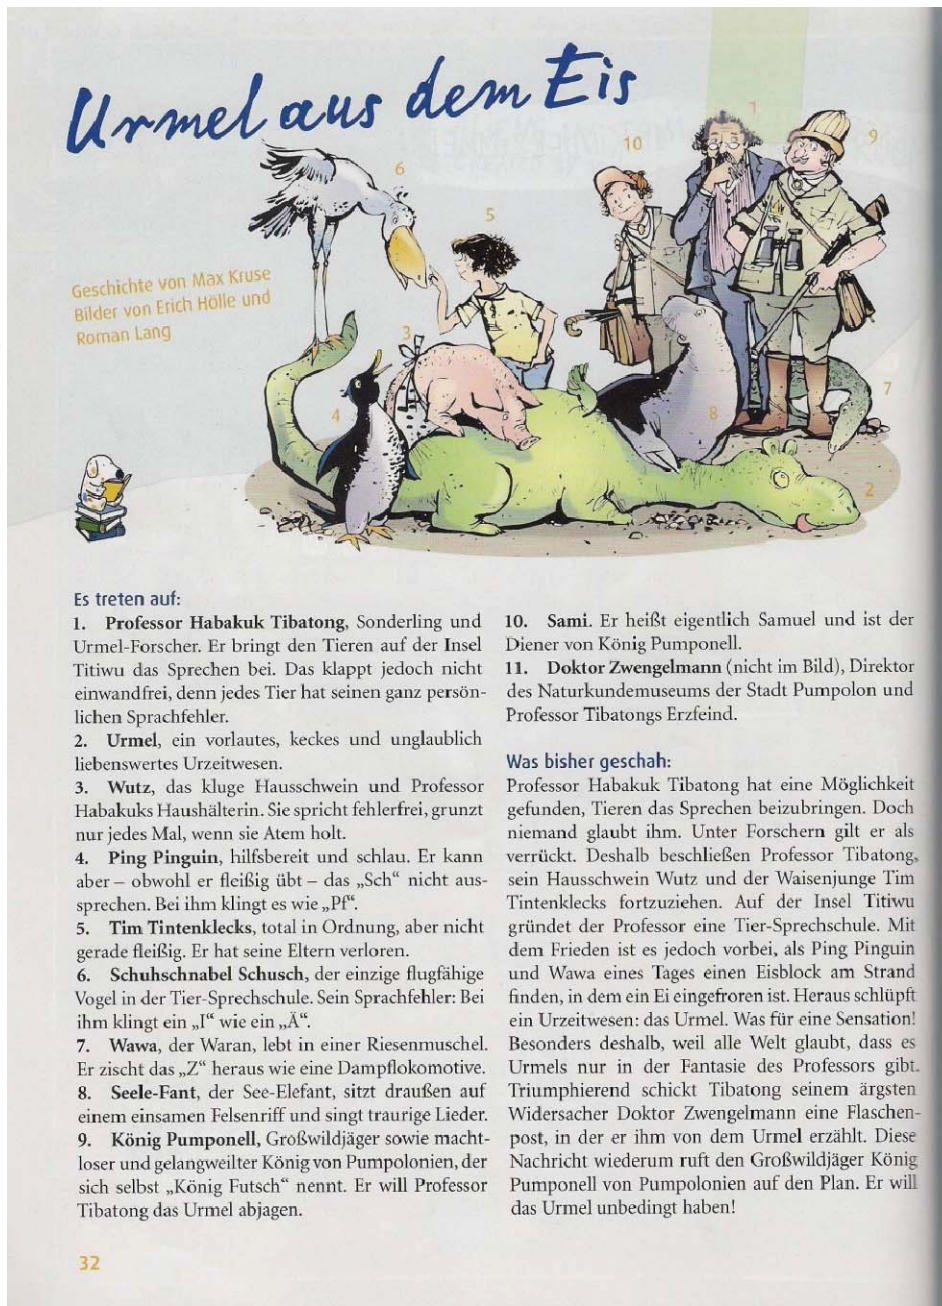 Urmel aus dem Eis
Geschichte von Max Kruse
Bilder von Erich Hölle und
Roman Lang
1
2
3
4
5
6
7
8
9
10
Es treten auf:
1. Professor Habakuk Tibatong, Sonderling und
Urmel-Forscher. Er bringt den Tieren auf der Insel
Titiwu das Sprechen bei. Das klappt jedoch nicht
einwandfrei, denn jedes Tier hat seinen ganz persön-
lichen Sprachfehler.
2. Urmel, ein vorlautes, keckes und unglaublich
liebenswertes Urzeitwesen.
3. Wutz, das kluge Hausschwein und Professor
Habakuks Haushälterin. Sie spricht fehlerfrei, grunzt
nur jedes Mal, wenn sie Atem holt.
4. Ping Pinguin, hilfsbereit und schlau. Er kann
aber – obwohl er fleißig übt – das „Sch“ nicht aus-
sprechen. Bei ihm klingt es wie „Pf“.
5. Tim Tintenklecks, total in Ordnung, aber nicht
gerade fleißig. Er hat seine Eltern verloren.
6. Schuhschnabel Schusch, der einzige flugfähige
Vogel in der Tier-Sprechschule. Sein Sprachfehler: Bei
ihm klingt ein „I“ wie ein „Ä“.
7. Wawa, der Waran, lebt in einer Riesenmuschel.
Er zischt das „Z“ heraus wie eine Dampflokomotive.
8. Seele-Fant, der See-Elefant, sitzt draußen auf
einem einsamen Felsenriff und singt traurige Lieder.
9. König Pumponell, Großwildjäger sowie macht-
loser und gelangweilter König von Pumpolonien, der
sich selbst „König Futsch“ nennt. Er will Professor
Tibatong das Urmel abjagen.
10. Sami. Er heißt eigentlich Samuel und ist der
Diener von König Pumponell.
11. Doktor Zwengelmann (nicht im Bild), Direktor
des Naturkundemuseums der Stadt Pumpolon und
Professor Tibatongs Erzfeind.
Was bisher geschah:
Professor Habakuk Tibatong hat eine Möglichkeit
gefunden, Tieren das Sprechen beizubringen. Doch
niemand glaubt ihm. Unter Forschern gilt er als
verrückt. Deshalb beschließen Professor Tibatong,
sein Hausschwein Wutz und der Waisenjunge Tim
Tintenklecks fortzuziehen. Auf der Insel Titiwu
gründet der Professor eine Tier-Sprechschule. Mit
dem Frieden ist es jedoch vorbei, als Ping Pinguin
und Wawa eines Tages einen Eisblock am Strand
finden, in dem ein Ei eingefroren ist. Heraus schlüpft
ein Urzeitwesen: das Urmel. Was für eine Sensation!
Besonders deshalb, weil alle Welt glaubt, dass es
Urmels nur in der Fantasie des Professors gibt.
Triumphierend schickt Tibatong seinem ärgsten
Widersacher Doktor Zwengelmann eine Flaschen-
post, in der er ihm von dem Urmel erzählt. Diese
Nachricht wiederum ruft den Großwildjäger König
Pumponell von Pumpolonien auf den Plan. Er will
das Urmel unbedingt haben!
32